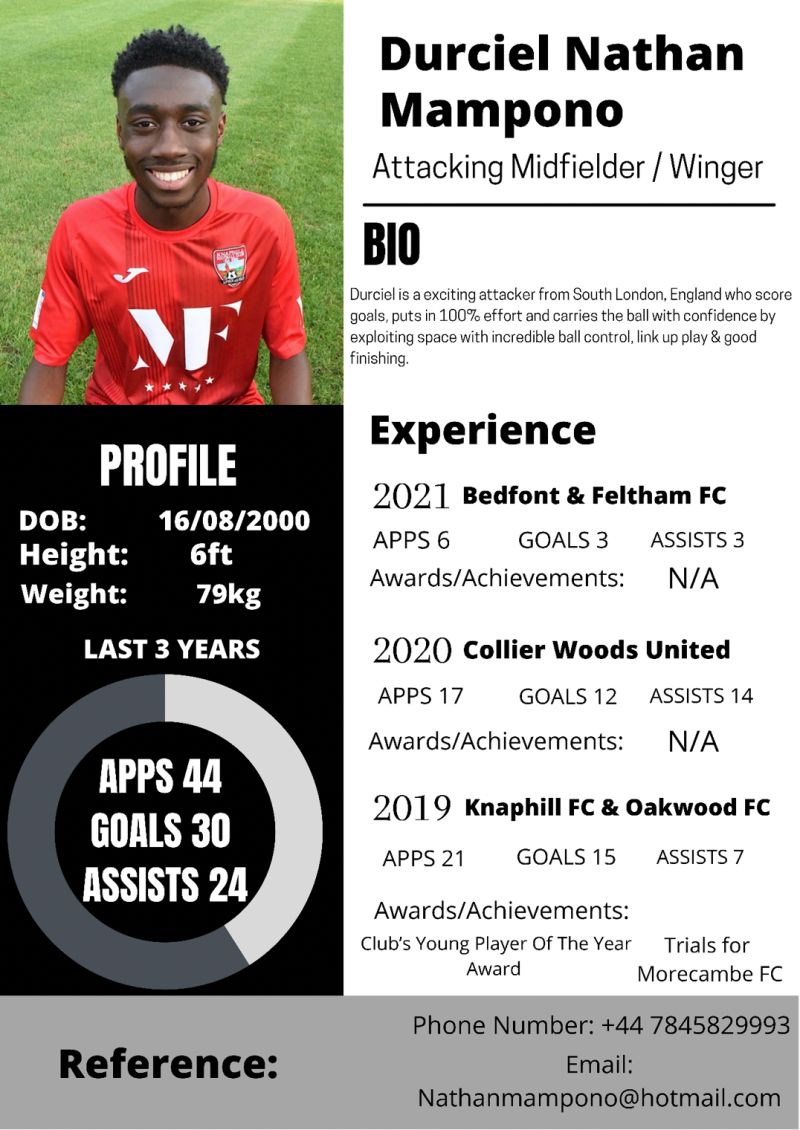 Durciel Nathan
Mampono
Attacking Midfielder / Winger
BIO
Durciel is a exciting attacker from South London, England who score
goals, puts in 100% effort and carries the ball with confidence by
exploiting space with incredible ball control, link up play & good
finishing.
MF
PROFILE
DOB: 16/08/2000
Height: 6ft
Weight: 79kg
LAST 3 YEARS
APPS 44
GOALS 30
ASSISTS 24
Experience
2021 Bedfont & Feltham FC
APPS 6 GOALS 3 ASSISTS 3
Awards/Achievements: N/A
2020 Collier Woods United
APPS 17 GOALS 12 ASSISTS 14
Awards/Achievements: N/A
2019 Knaphill FC & Oakwood FC
APPS 21 GOALS 15 ASSISTS 7
Awards/Achievements:
Club's Young Player Of The Year
Award
Trials for
Morecambe FC
Reference:
Phone Number: +44 7845829993
Email:
Nathanmampono@hotmail.com